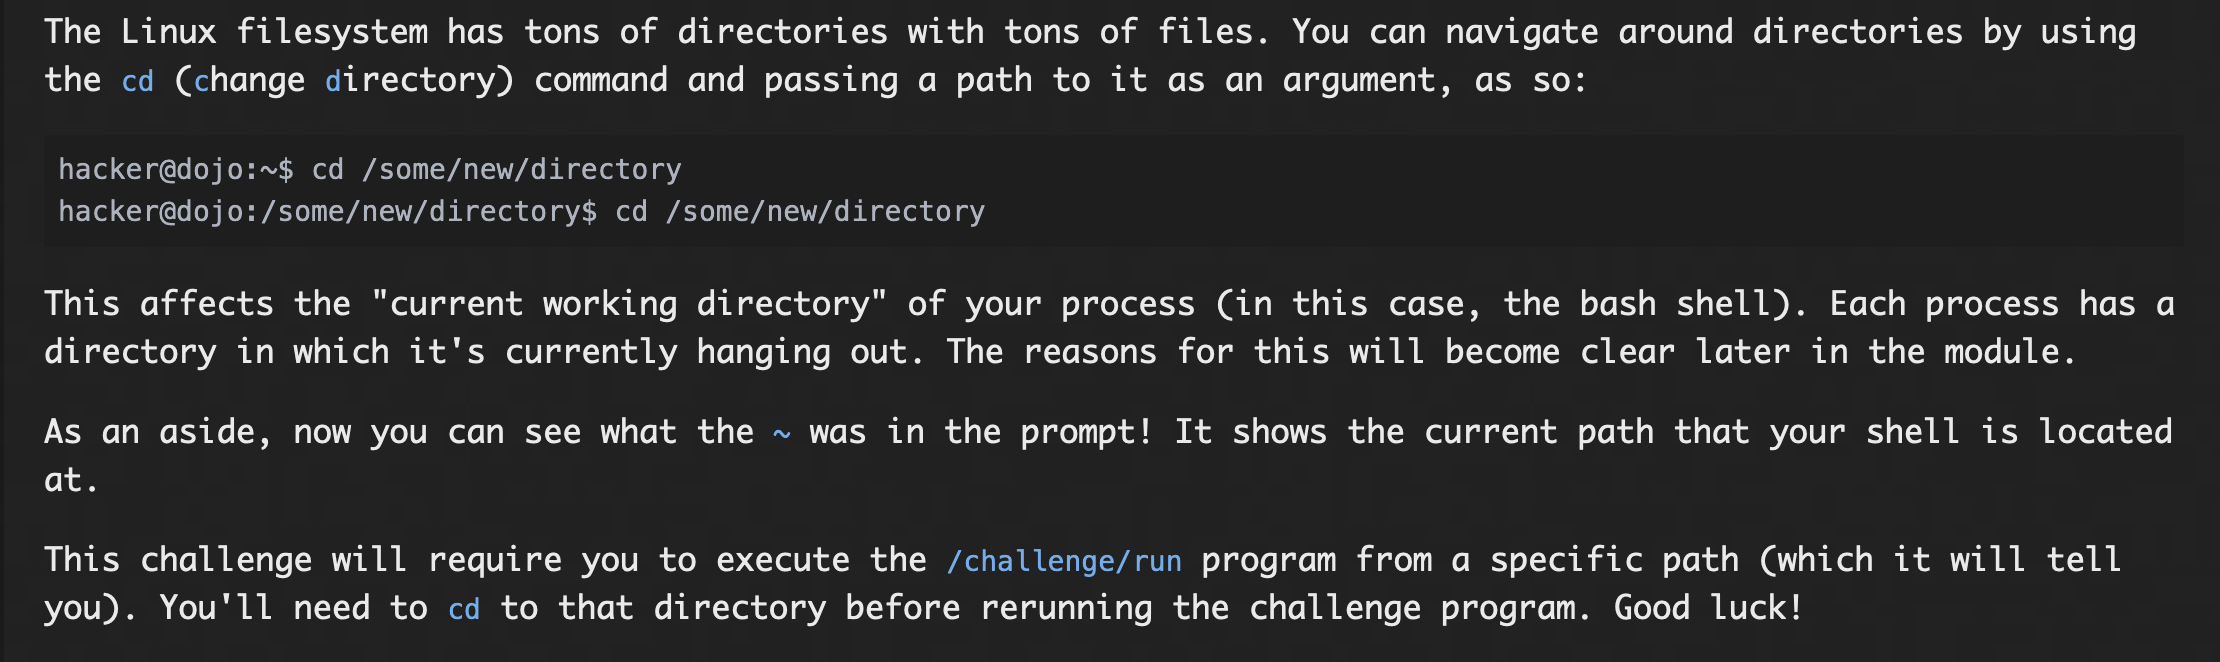 The Linux filesystem has tons of directories with tons of files. You can navigate around directories by using
the cd (change directory) command and passing a path to it as an argument, as so:
hacker@dojo:~$ cd /some/new/directory
hacker@dojo:/some/new/directory$ cd /some/new/directory
This affects the "current working directory" of your process (in this case, the bash shell). Each process has a
directory in which it's currently hanging out. The reasons for this will become clear later in the module.
As an aside, now you can see what the ~ was in the prompt! It shows the current path that your shell is located
at.
This challenge will require you to execute the /challenge/run program from a specific path (which it will tell
you). You'll need to cd to that directory before rerunning the challenge program. Good luck!